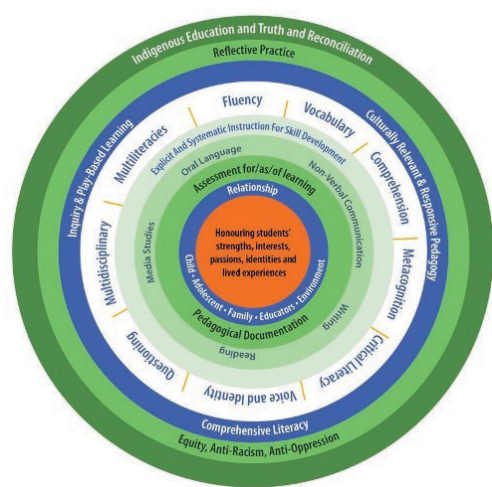 Indigenous Education and Truth and Reconciliation
Reflective Practice
Inquiry & Play-Based Learning
Culturally Relevant & Responsive Pedagogy
Comprehensive Literacy
Equity, Anti-Racism, Anti-Oppression
Fluency
Vocabulary
Comprehension
Metacognition
Critical Literacy
Voice and Identity
Questioning
Multidisciplinary
Multiliteracies
Explicit And Systematic Instruction For Skill Development
Oral Language
Non-Verbal Communication
Writing
Reading
Media Studies
Assessment for/as/of learning
Pedagogical Documentation
Relationship
Child • Adolescent • Family • Educators • Environment
Honouring students'
strengths, interests,
passions, identities and
lived experiences